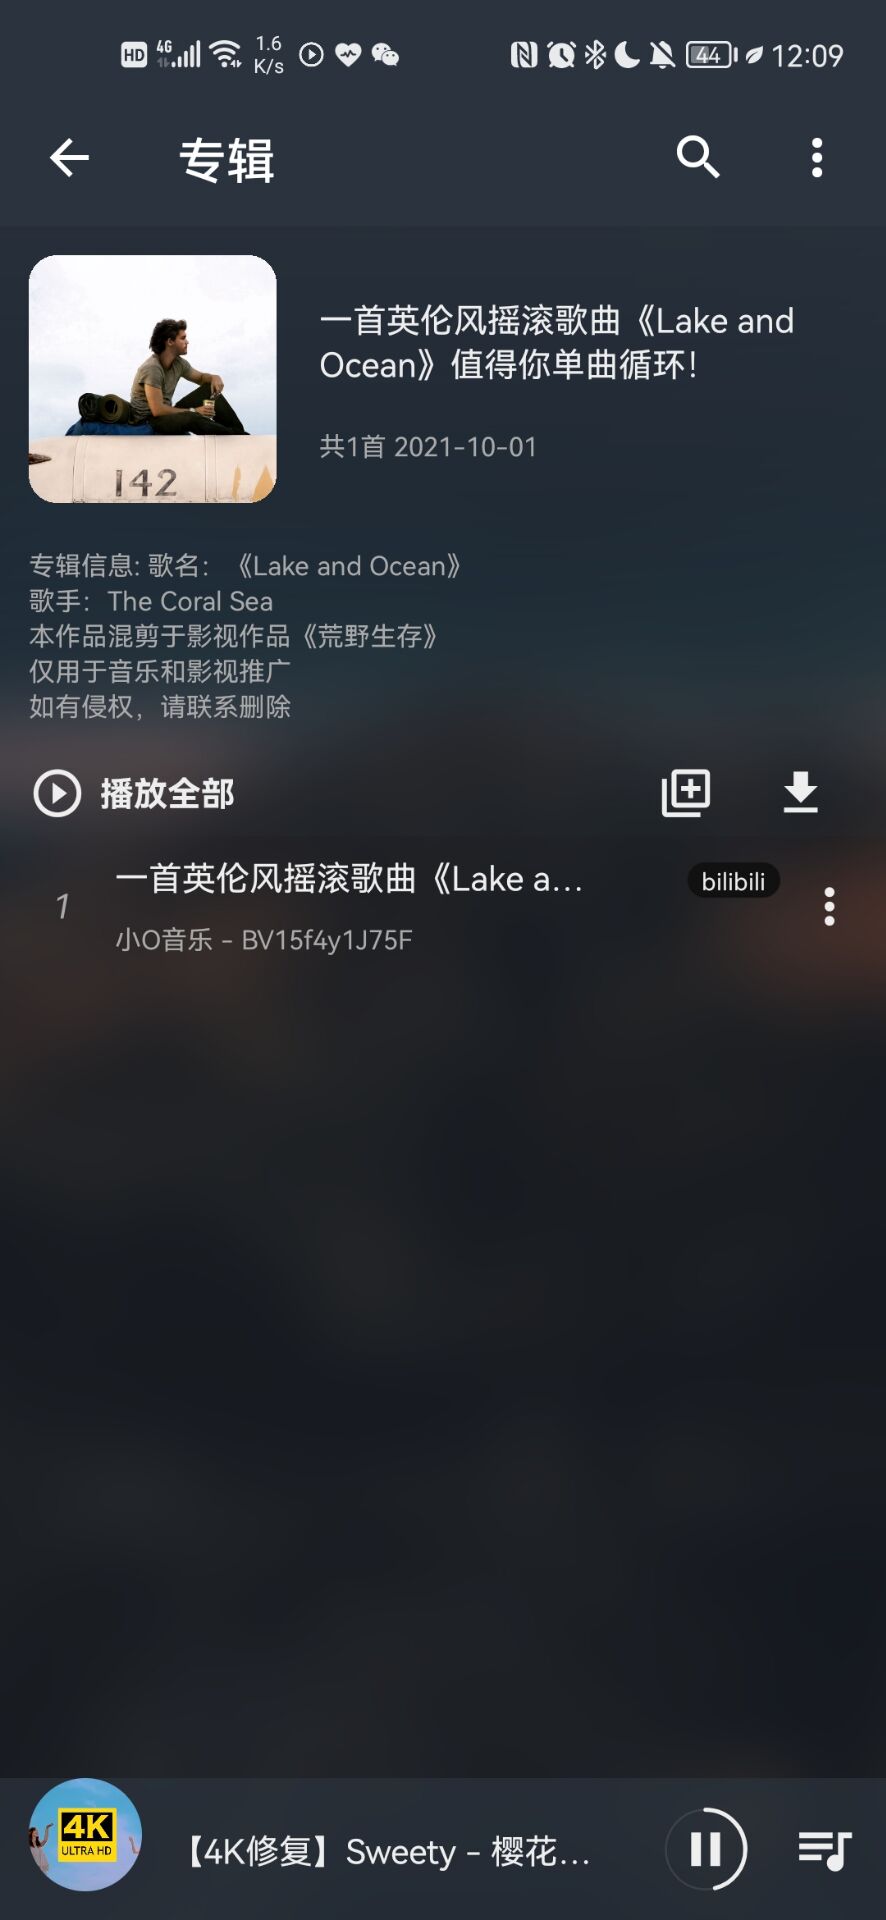 HD 4G 1.6 K/s 44 12:09
专辑
142
一首英伦风摇滚歌曲《Lake and
Ocean》值得你单曲循环！
共1首 2021-10-01
专辑信息: 歌名：《Lake and Ocean》
歌手：The Coral Sea
本作品混剪于影视作品《荒野生存》
仅用于音乐和影视推广
如有侵权，请联系删除
播放全部
1
一首英伦风摇滚歌曲《Lake a...
bilibili
小O音乐 - BV15f4y1J75F
4K
ULTRA HD
【4K修复】Sweety - 樱花...